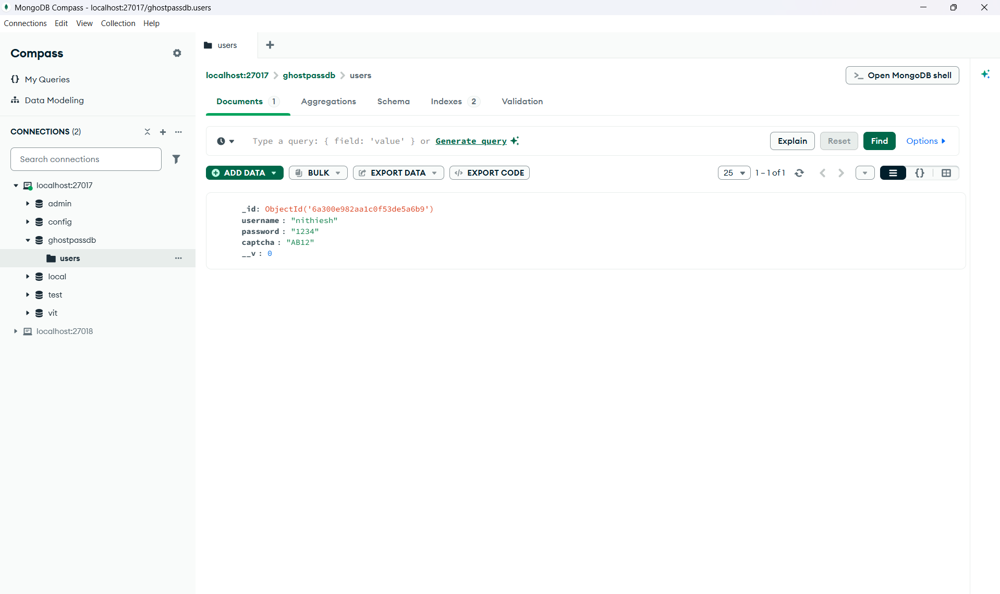 MongoDB Compass - localhost:27017/ghostpassdb.users
Connections Edit View Collection Help
Compass
My Queries
Data Modeling
CONNECTIONS (2)
Search connections
localhost:27017
admin
config
ghostpassdb
users
local
test
vit
localhost:27018
users
localhost:27017 > ghostpassdb > users
>_ Open MongoDB shell
Documents 1 Aggregations Schema Indexes 2 Validation
Type a query: { field: 'value' } or Generate query
Explain Reset Find Options
ADD DATA BULK EXPORT DATA EXPORT CODE
25 1 – 1 of 1
_id: ObjectId('6a300e982aa1c0f53de5a6b9')
username : "nithiesh"
password : "1234"
captcha : "AB12"
__v : 0